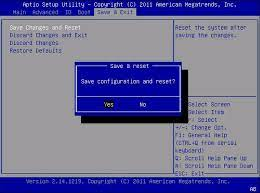 Aptio Setup Utility - Copyright (C) 2011 American Megatrends, Inc.
Main Advanced IO Boot Save & Exit
Save Changes and Reset
Discard Changes and Exit
Discard Changes
Restore Defaults
Reset the system after
saving the changes.
Save & reset
Save configuration and reset?
Yes No
Select Screen
Select Item
Select
+/-: Change Opt.
F1: General Help
(CTRL+Q from serial
keyboard)
Q: Scroll Help Pane Up
A: Scroll Help Pane Down
ESC: Exit
Version 2.14.1219. Copyright (C) 2011 American Megatrends, Inc.
AB